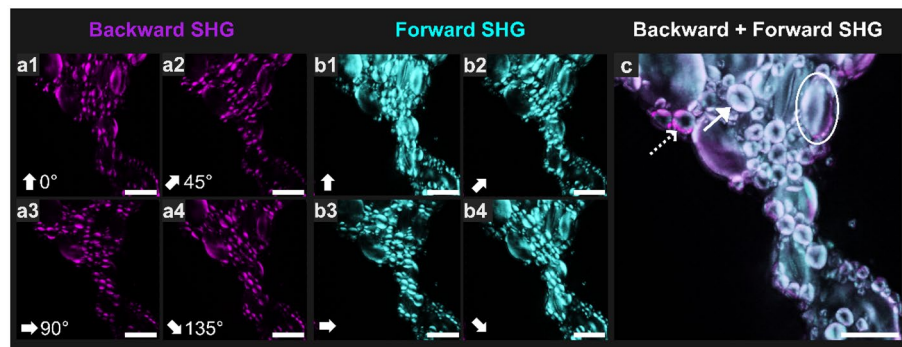 Backward SHG
Forward SHG
Backward + Forward SHG
a1
a2
b1
b2
c
0°
45°
a3
a4
b3
b4
90°
135°